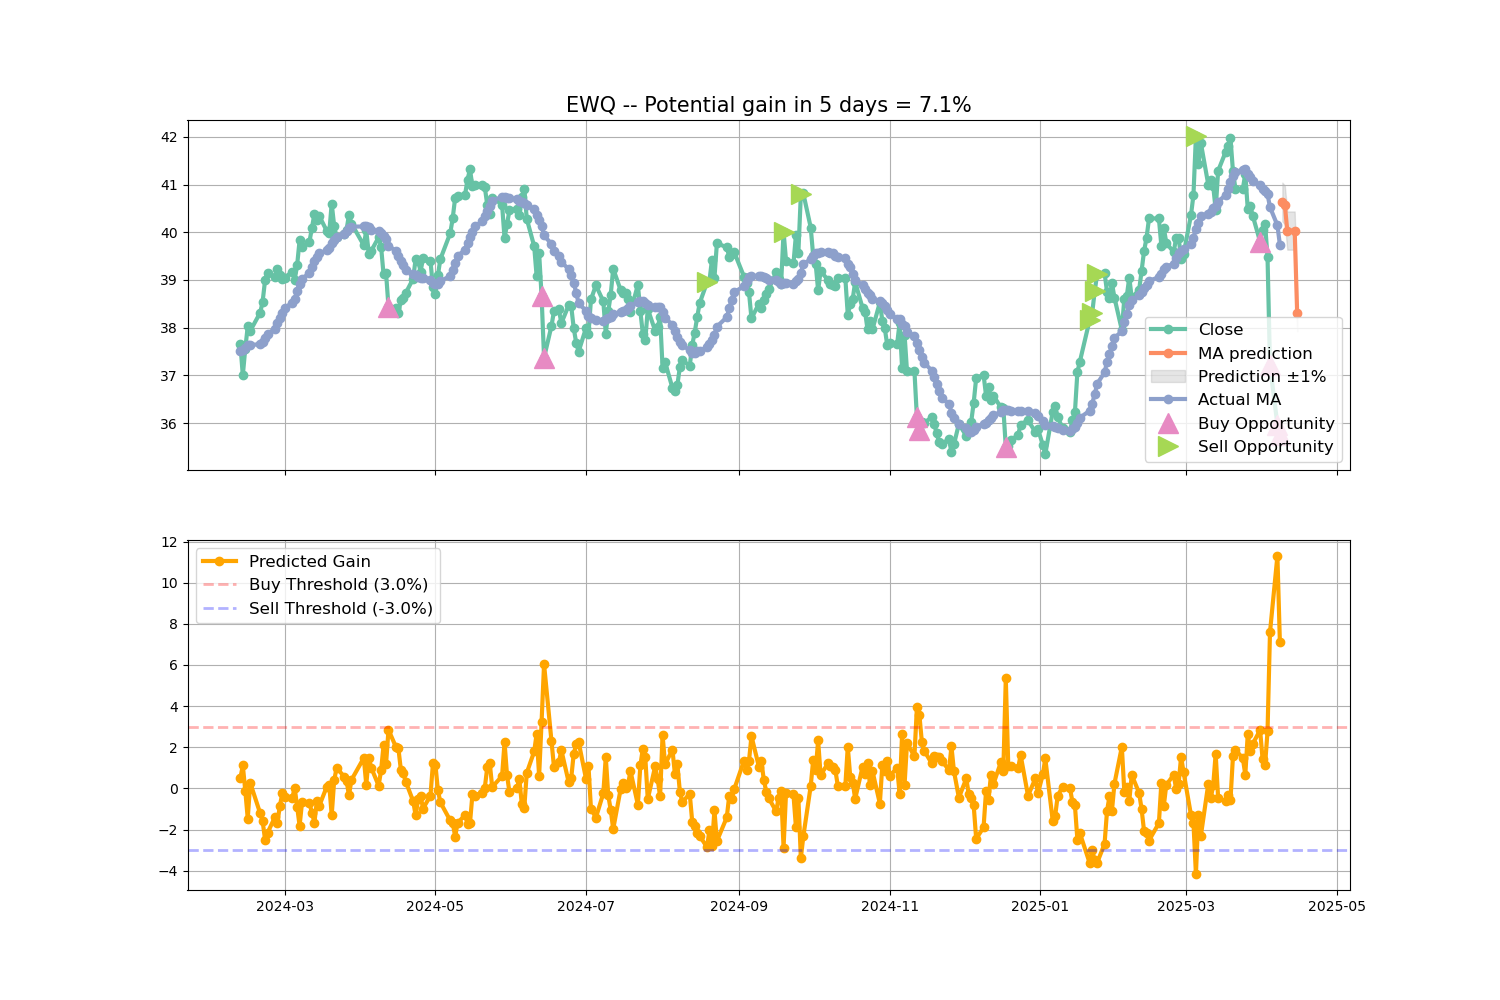 EWQ -- Potential gain in 5 days = 7.1%
42
41
40
39
38
37
36
Close
MA prediction
Prediction ±1%
Actual MA
Buy Opportunity
Sell Opportunity
12
10
8
6
4
2
0
−2
−4
Predicted Gain
Buy Threshold (3.0%)
Sell Threshold (-3.0%)
2024-03 2024-05 2024-07 2024-09 2024-11 2025-01 2025-03 2025-05